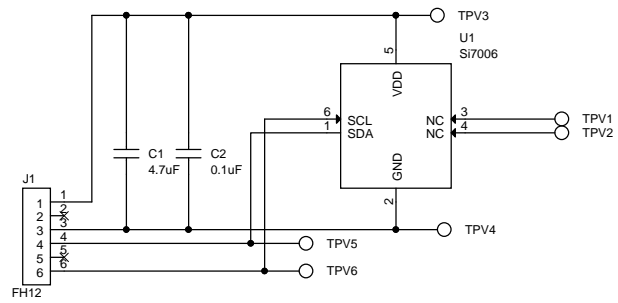 TPV3
U1
Si7006
5
VDD
6
SCL
NC
3
TPV1
1
SDA
NC
4
TPV2
C1
4.7uF
C2
0.1uF
GND
2
J1
1
1
2
2
3
3
TPV4
4
4
TPV5
5
5
6
6
TPV6
FH12